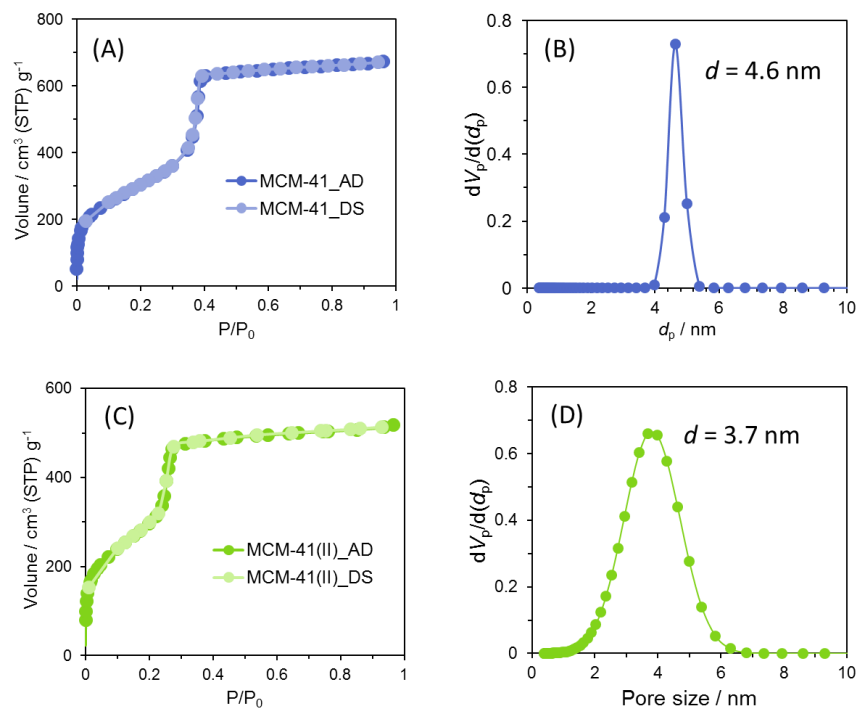 (A)
800
600
400
200
0
Volune / cm³ (STP) g⁻¹
MCM-41_AD
MCM-41_DS
0 0.2 0.4 0.6 0.8 1
P/P₀
(B)
d = 4.6 nm
0.8
0.6
0.4
0.2
0
dVₚ/d(dₚ)
0 2 4 6 8 10
dₚ / nm
(C)
600
400
200
0
Volume / cm³ (STP) g⁻¹
MCM-41(II)_AD
MCM-41(II)_DS
0 0.2 0.4 0.6 0.8 1
P/P₀
(D)
d = 3.7 nm
0.8
0.6
0.4
0.2
0
dVₚ/d(dₚ)
0 2 4 6 8 10
Pore size / nm